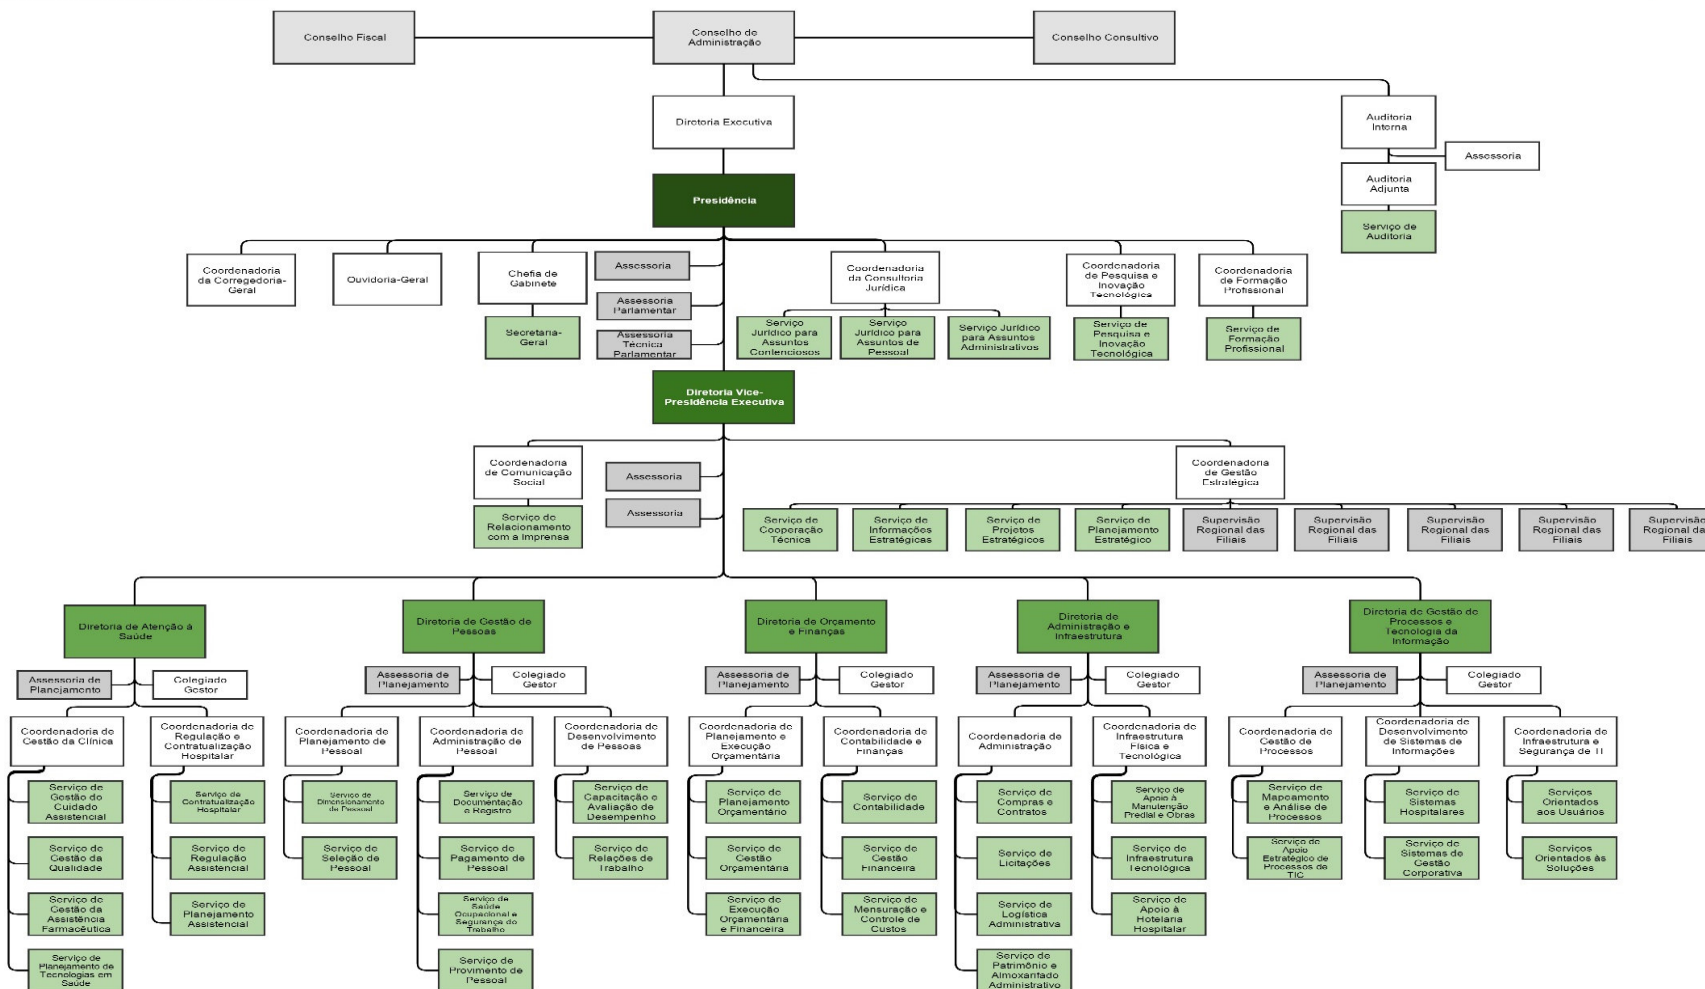 Conselho Fiscal
Conselho de
Administração
Conselho Consultivo
Diretoria Executiva
Auditoria
Interna
Assessoria
Auditoria
Adjunta
Serviço de
Auditoria
Presidência
Coordenadoria
da Corregedoria-
Geral
Ouvidoria-Geral
Chefia de
Gabinete
Secretaria-
Geral
Assessoria
Assessoria
Parlamentar
Assessoria
Técnica
Parlamentar
Coordenadoria
da Consultoria
Jurídica
Serviço
Jurídico para
Assuntos
Contenciosos
Serviço
Jurídico para
Assuntos de
Pessoal
Serviço Jurídico
para Assuntos
Administrativos
Coordenadoria
de Pesquisa e
Inovação
Tecnológica
Serviço de
Pesquisa e
Inovação
Tecnológica
Coordenadoria
de Formação
Profissional
Serviço de
Formação
Profissional
Diretoria Vice-
Presidência Executiva
Coordenadoria
de Comunicação
Social
Serviço de
Relacionamento
com a Imprensa
Assessoria
Assessoria
Coordenadoria
de Gestão
Estratégica
Serviço de
Cooperação
Técnica
Serviço de
Informações
Estratégicas
Serviço de
Projetos
Estratégicos
Serviço de
Planejamento
Estratégico
Supervisão
Regional das
Filiais
Supervisão
Regional das
Filiais
Supervisão
Regional das
Filiais
Supervisão
Regional das
Filiais
Supervisão
Regional das
Filiais
Diretoria de Atenção à
Saúde
Assessoria de
Planejamento
Colegiado
Gestor
Coordenadoria de
Gestão da Clínica
Serviço de
Gestão do
Cuidado
Assistencial
Serviço de
Gestão da
Qualidade
Serviço de
Gestão da
Assistência
Farmacêutica
Serviço de
Planejamento de
Tecnologias em
Saúde
Coordenadoria de
Regulação e
Contratualização
Hospitalar
Serviço de
Contratualização
Hospitalar
Serviço de
Regulação
Assistencial
Serviço de
Planejamento
Assistencial
Diretoria de Gestão de
Pessoas
Assessoria de
Planejamento
Colegiado
Gestor
Coordenadoria de
Planejamento de
Pessoal
Serviço de
Dimensionamento
de Pessoal
Serviço de
Seleção de
Pessoal
Coordenadoria de
Administração de
Pessoal
Serviço de
Documentação
e Registro
Serviço de
Pagamento de
Pessoal
Serviço de
Saúde
Ocupacional e
Segurança do
Trabalho
Serviço de
Provimento de
Pessoal
Coordenadoria de
Desenvolvimento
de Pessoas
Serviço de
Capacitação e
Avaliação de
Desempenho
Serviço de
Relações de
Trabalho
Diretoria de Orçamento
e Finanças
Assessoria de
Planejamento
Colegiado
Gestor
Coordenadoria de
Planejamento e
Execução
Orçamentária
Serviço de
Planejamento
Orçamentário
Serviço de
Gestão
Orçamentária
Serviço de
Execução
Orçamentária
e Financeira
Coordenadoria de
Contabilidade e
Finanças
Serviço de
Contabilidade
Serviço de
Gestão
Financeira
Serviço de
Mensuração e
Controle de
Custos
Diretoria de
Administração e
Infraestrutura
Assessoria de
Planejamento
Colegiado
Gestor
Coordenadoria de
Administração
Serviço de
Compras e
Contratos
Serviço de
Licitações
Serviço de
Logística
Administrativa
Serviço de
Patrimônio e
Almoxarifado
Administrativo
Coordenadoria de
Infraestrutura
Física e
Tecnológica
Serviço de
Apoio à
Manutenção
Predial e Obras
Serviço de
Infraestrutura
Tecnológica
Serviço de
Apoio à
Hotelaria
Hospitalar
Diretoria de Gestão de
Processos e
Tecnologia da
Informação
Assessoria de
Planejamento
Colegiado
Gestor
Coordenadoria de
Gestão de
Processos
Serviço de
Mapeamento
e Análise de
Processos
Serviço de
Apoio
Estratégico de
Processos de
TIC
Coordenadoria de
Desenvolvimento
de Sistemas de
Informações
Serviço de
Sistemas
Hospitalares
Serviço de
Sistemas de
Gestão
Corporativa
Coordenadoria
de Infraestrutura e
Segurança de TI
Serviços
Orientados
aos Usuários
Serviços
Orientados às
Soluções